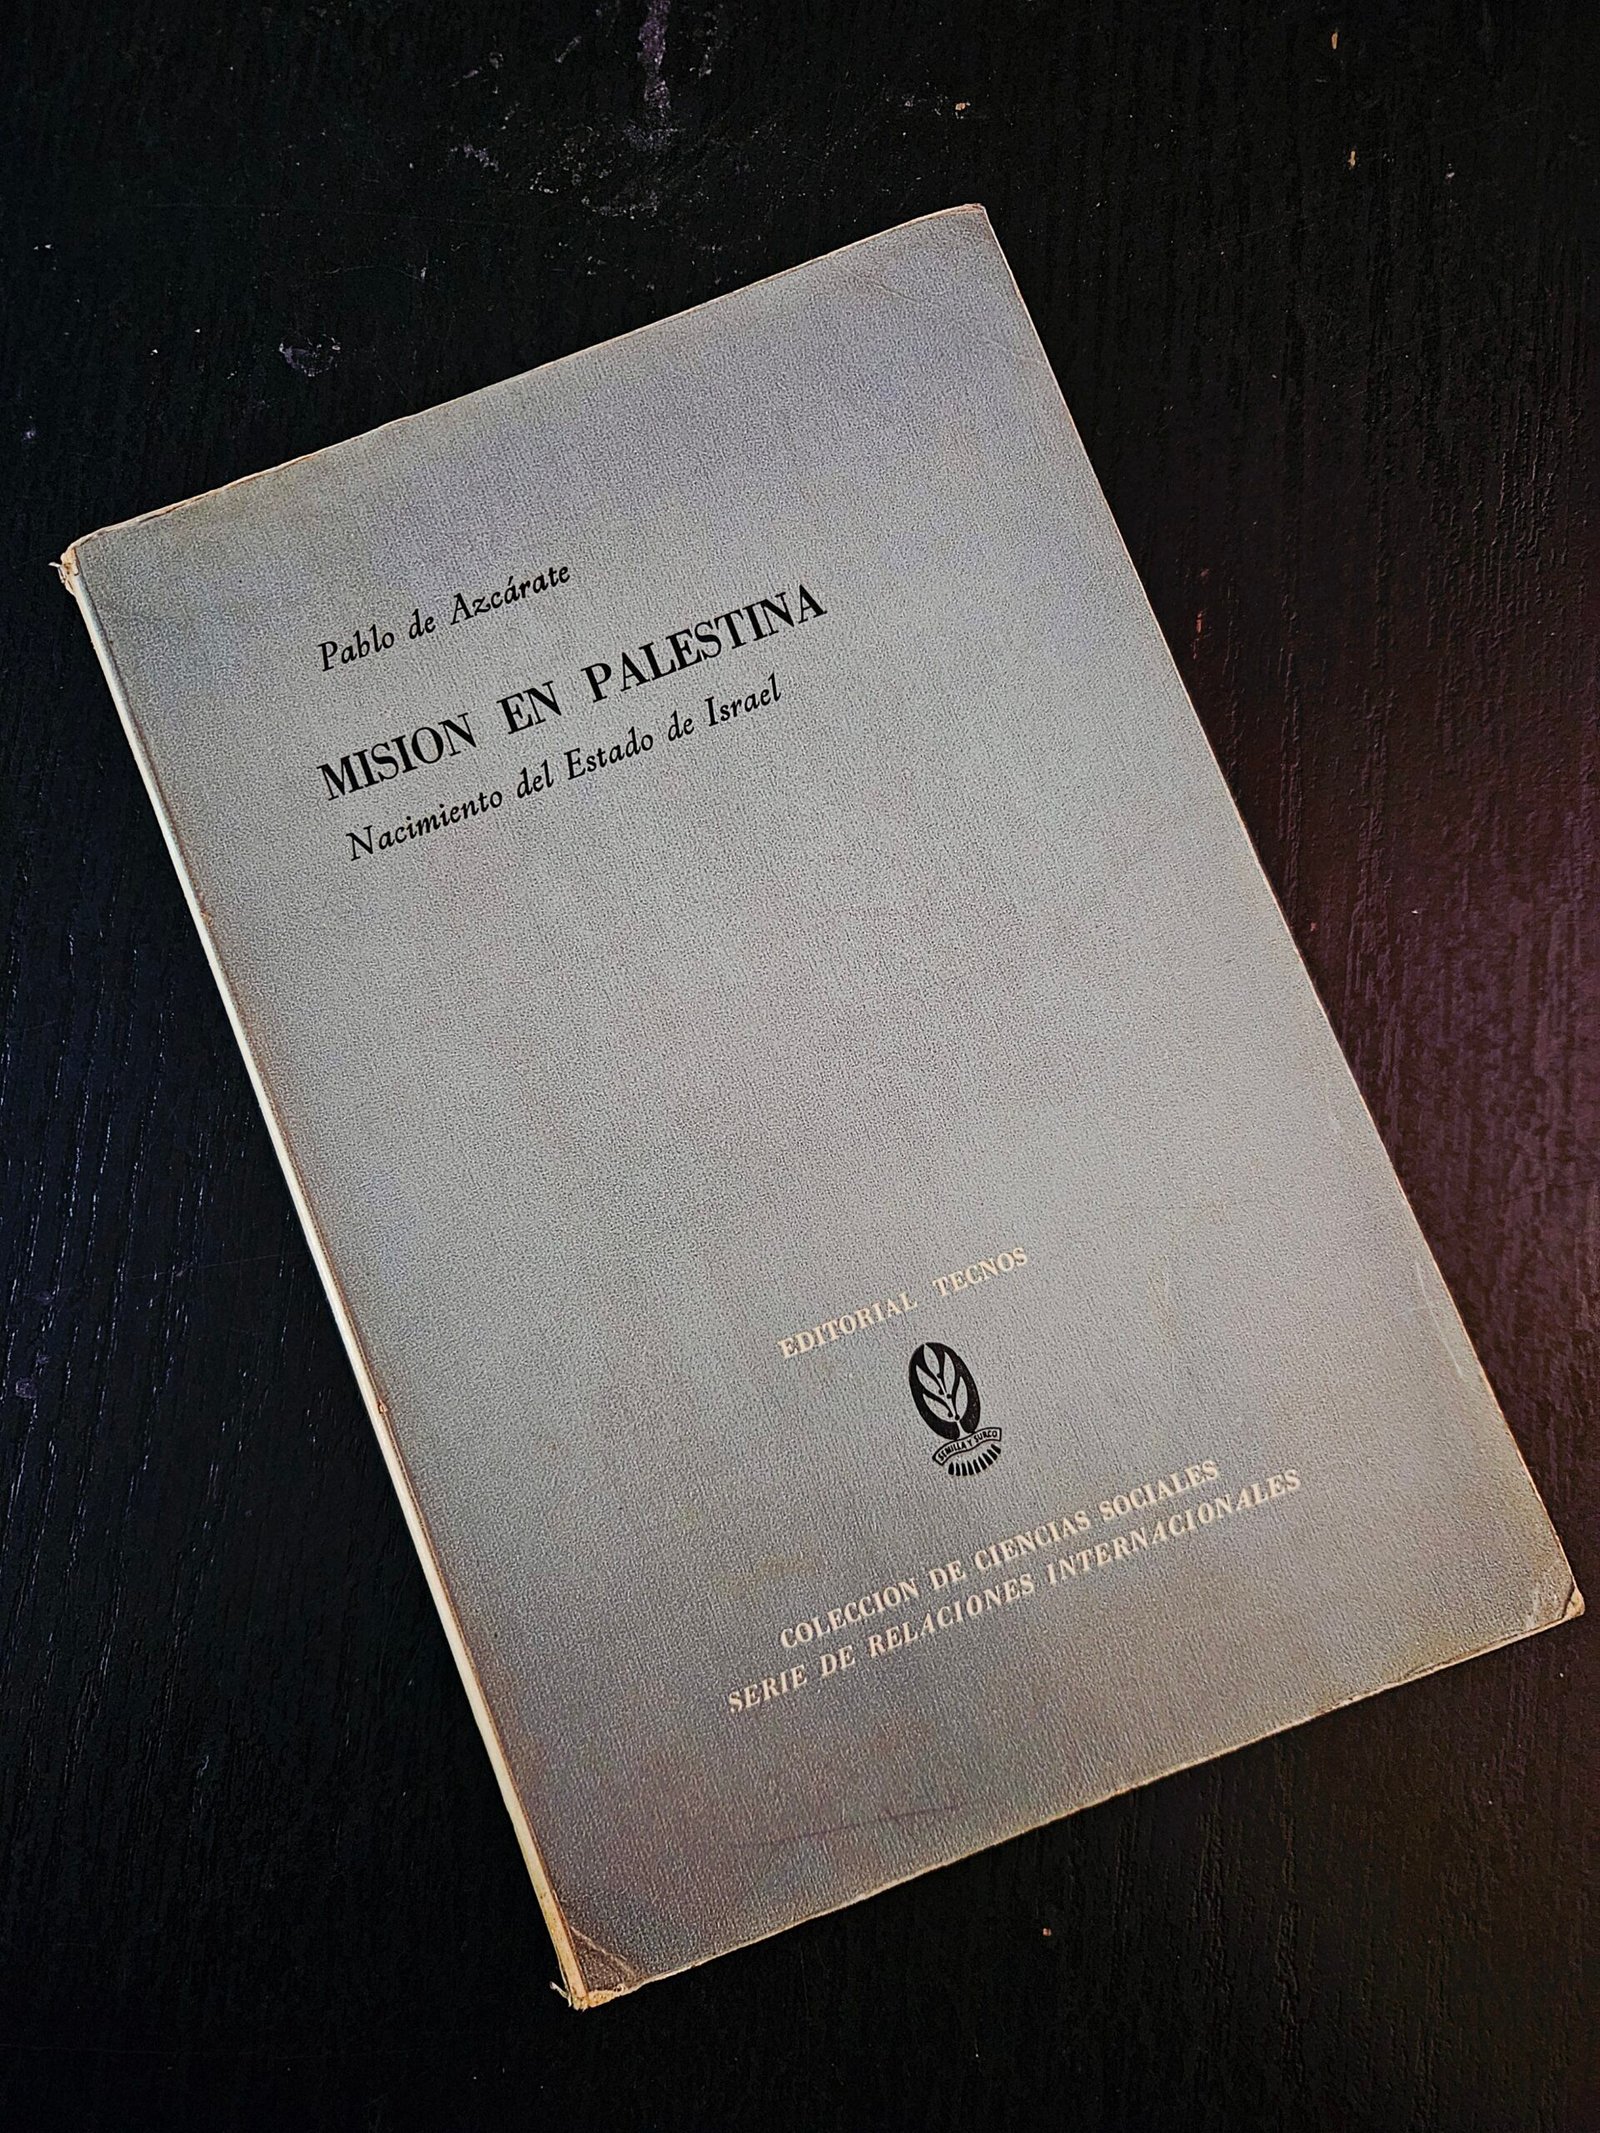 Pablo de Azcárate
MISION EN PALESTINA
Nacimiento del Estado de Israel
EDITORIAL TECNOS
SEMILLA Y SURCO
COLECCION DE CIENCIAS SOCIALES
SERIE DE RELACIONES INTERNACIONALES